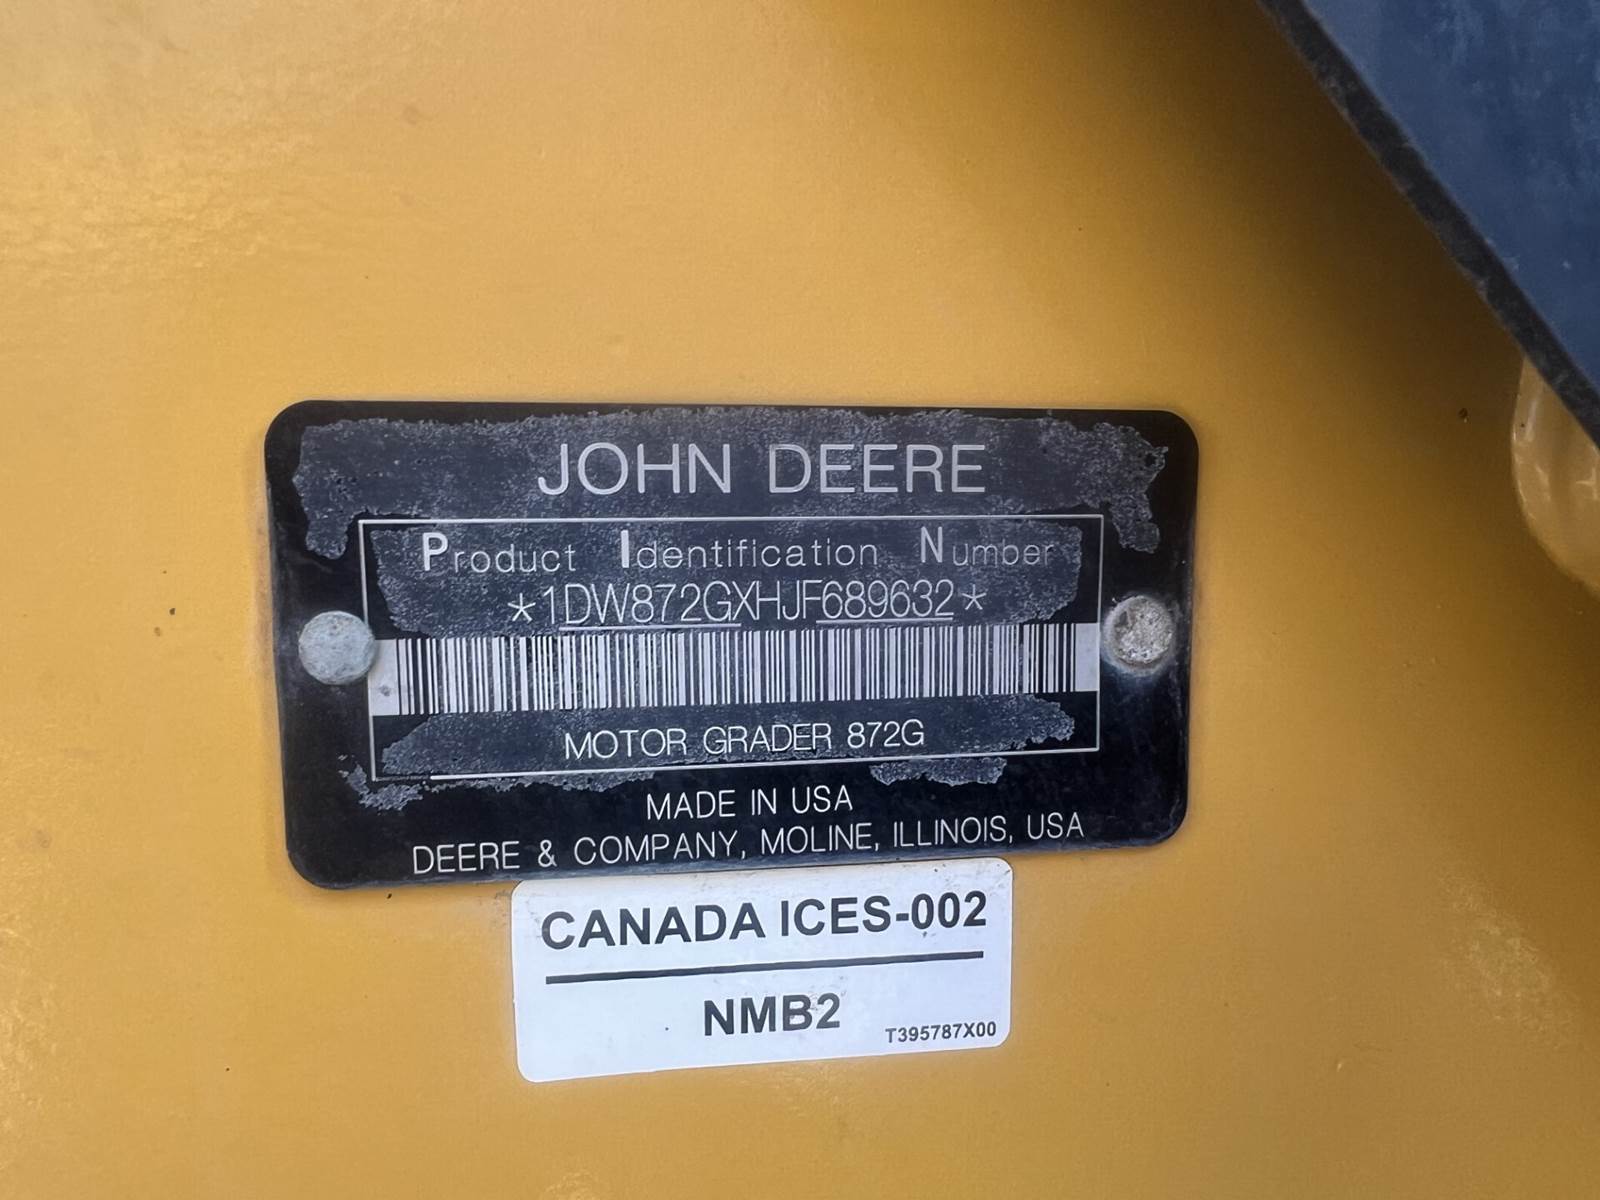 JOHN DEERE
Product Identification Number
*1DW872GXHJF689632*
MOTOR GRADER 872G
MADE IN USA
DEERE & COMPANY, MOLINE, ILLINOIS, USA
CANADA ICES-002
NMB2
T395787X00